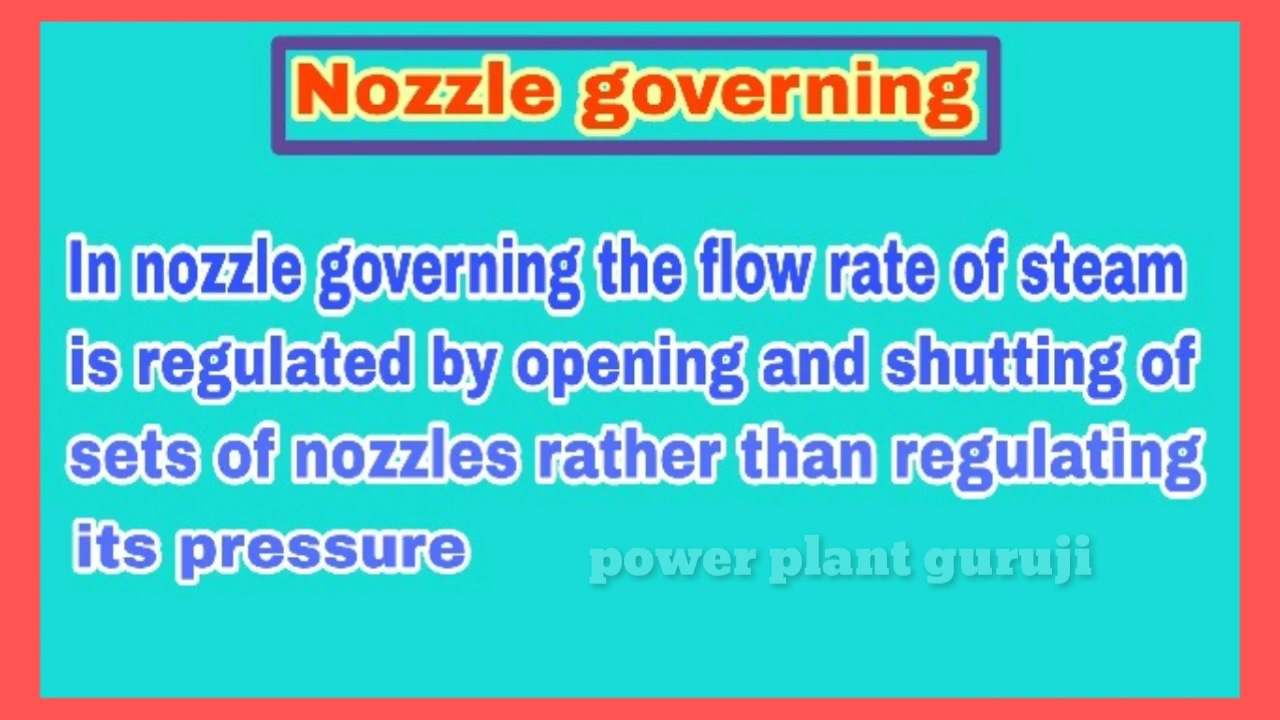 Nozzle governing
In nozzle governing the flow rate of steam
is regulated by opening and shutting of
sets of nozzles rather than regulating
its pressure
power plant guruji